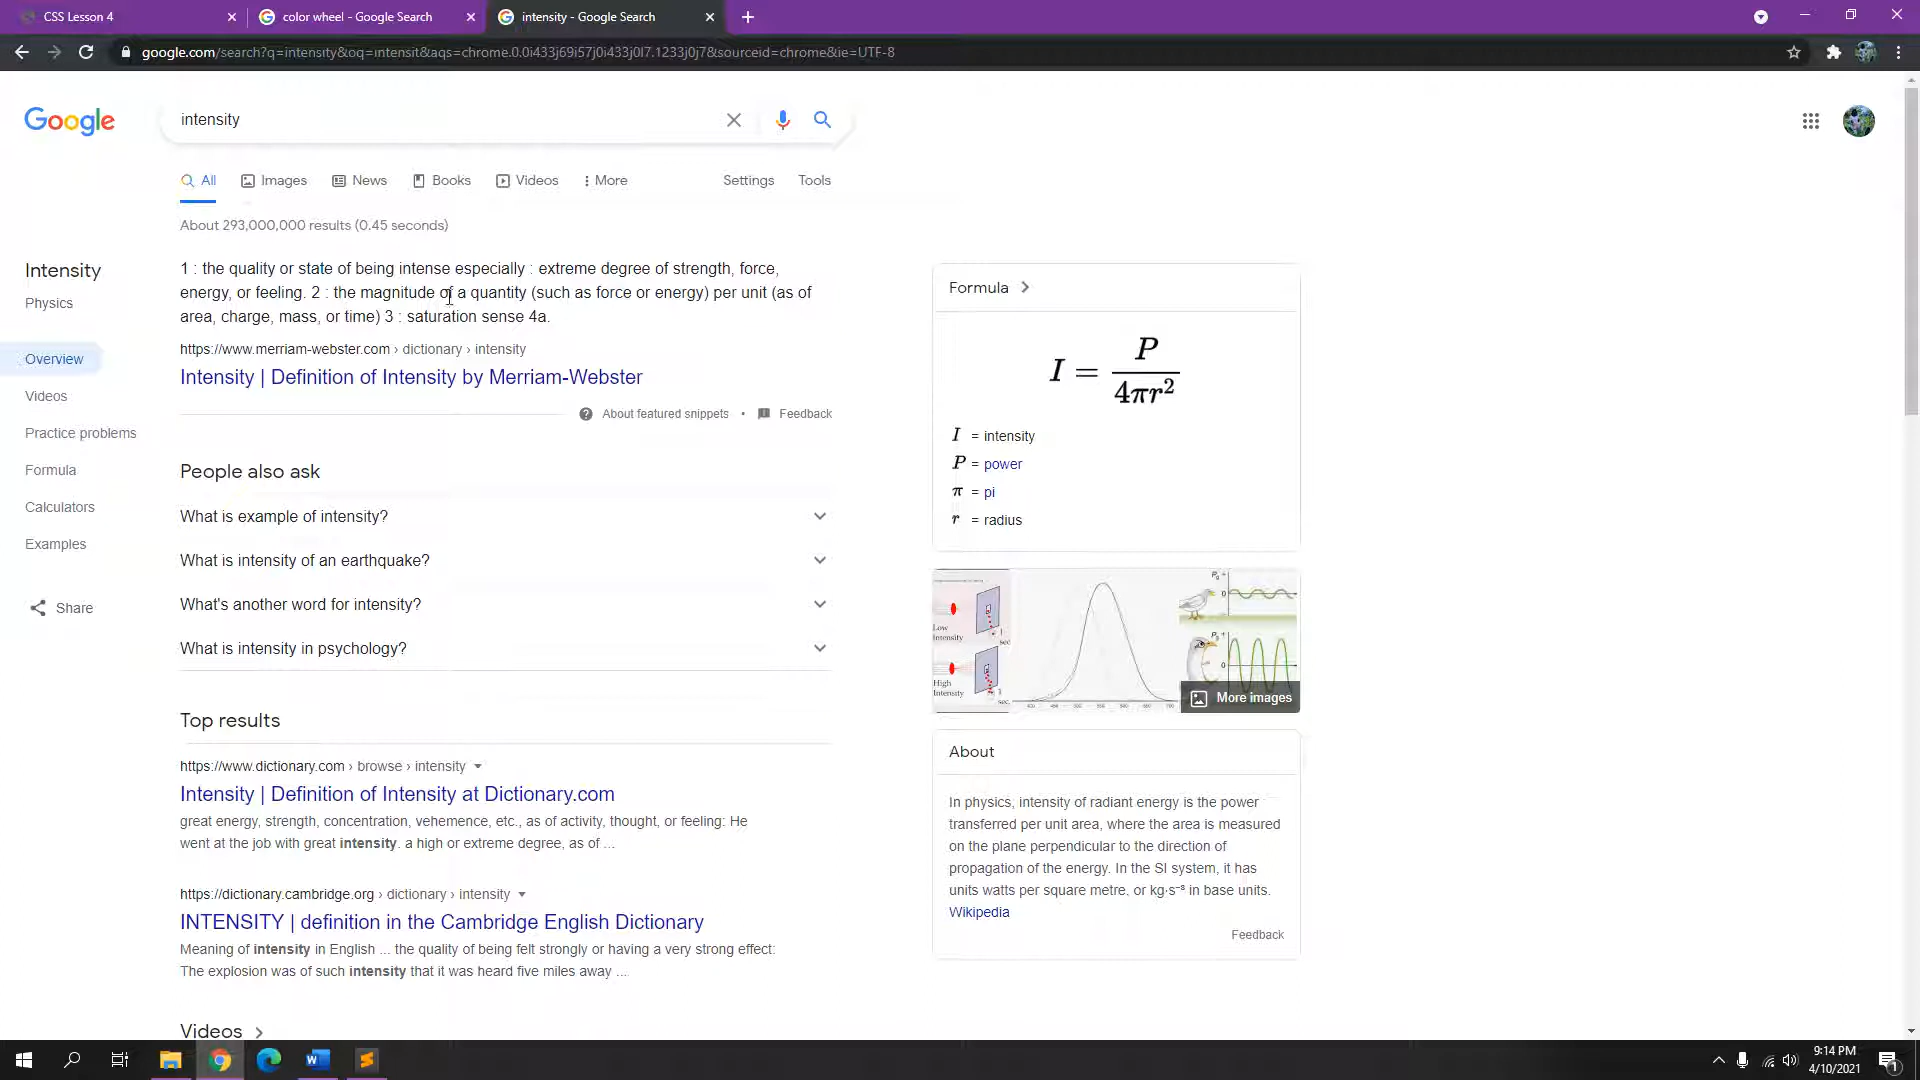 CSS Lesson 4
color wheel - Google Search
intensity - Google Search
google.com/search?q=intensity&oq=intensit&aqs=chrome.0.0i433j69i57j0i433j0l7.1233j0j7&sourceid=chrome&ie=UTF-8
Google
intensity
All
Images
News
Books
Videos
More
Settings
Tools
About 293,000,000 results (0.45 seconds)
Intensity
Physics
Overview
Videos
Practice problems
Formula
Calculators
Examples
Share
1 : the quality or state of being intense especially : extreme degree of strength, force,
energy, or feeling. 2 : the magnitude of a quantity (such as force or energy) per unit (as of
area, charge, mass, or time) 3 : saturation sense 4a.
https://www.merriam-webster.com › dictionary › intensity
Intensity | Definition of Intensity by Merriam-Webster
About featured snippets • Feedback
People also ask
What is example of intensity?
What is intensity of an earthquake?
What's another word for intensity?
What is intensity in psychology?
Top results
https://www.dictionary.com › browse › intensity
Intensity | Definition of Intensity at Dictionary.com
great energy, strength, concentration, vehemence, etc., as of activity, thought, or feeling: He
went at the job with great intensity. a high or extreme degree, as of ...
https://dictionary.cambridge.org › dictionary › intensity
INTENSITY | definition in the Cambridge English Dictionary
Meaning of intensity in English ... the quality of being felt strongly or having a very strong effect:
The explosion was of such intensity that it was heard five miles away ...
Videos
Formula
I = P / 4πr²
I = intensity
P = power
π = pi
r = radius
Low
Intensity
1
sec
High
Intensity
1
sec.
More images
About
In physics, intensity of radiant energy is the power
transferred per unit area, where the area is measured
on the plane perpendicular to the direction of
propagation of the energy. In the SI system, it has
units watts per square metre, or kg⋅s⁻³ in base units.
Wikipedia
Feedback
9:14 PM
4/10/2021